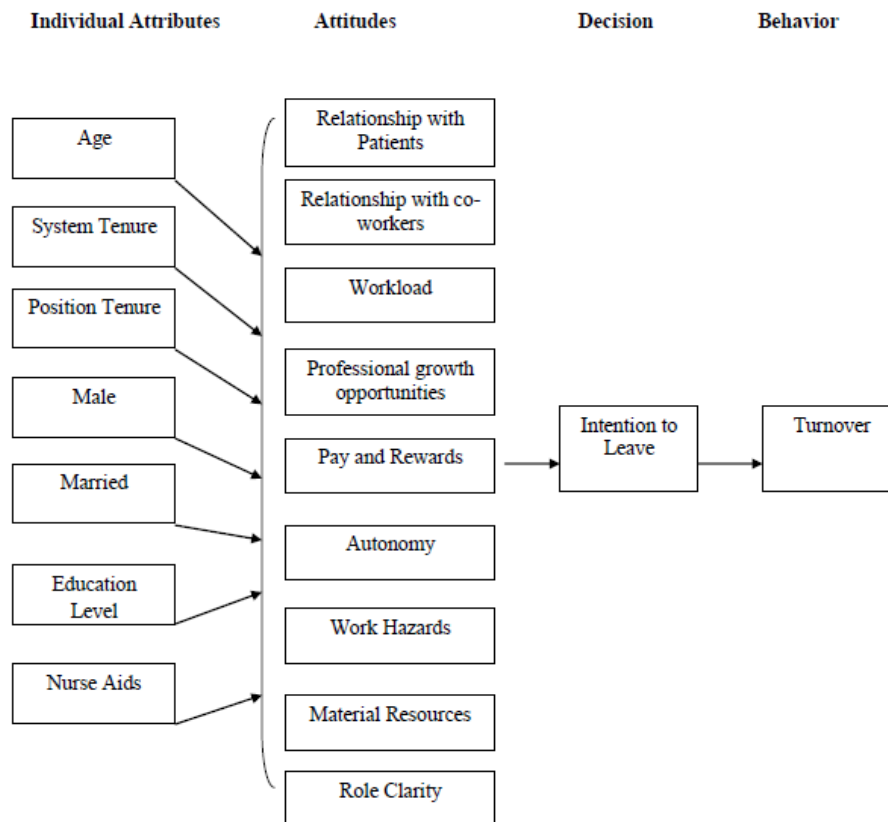 Individual Attributes
Attitudes
Decision
Behavior
Age
System Tenure
Position Tenure
Male
Married
Education
Level
Nurse Aids
Relationship with
Patients
Relationship with co-
workers
Workload
Professional growth
opportunities
Pay and Rewards
Autonomy
Work Hazards
Material Resources
Role Clarity
Intention to
Leave
Turnover